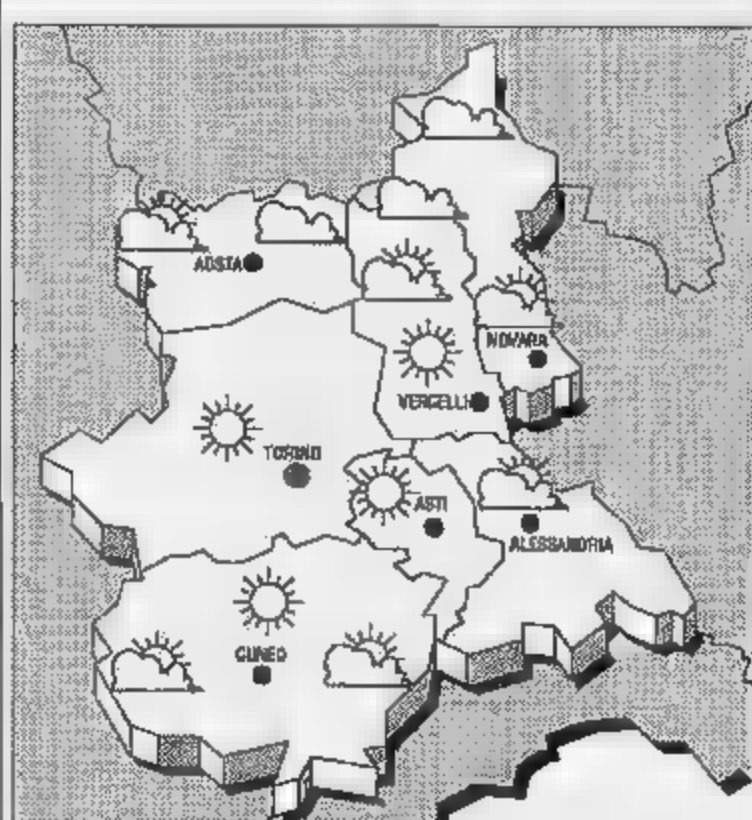 AOSTA
NOVARA
VERCELLI
TORINO
ASTI
ALESSANDRIA
CUNEO